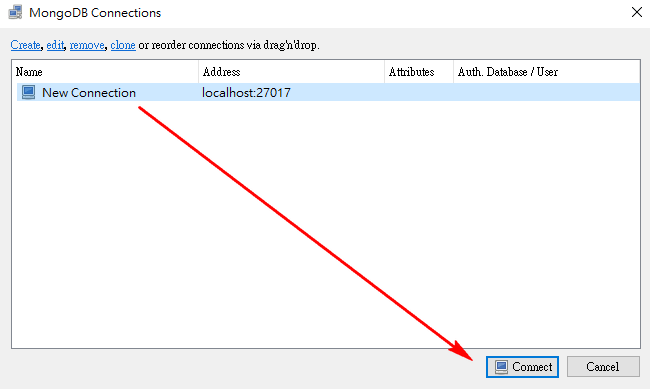 MongoDB Connections
Create, edit, remove, clone or reorder connections via drag'n'drop.
Name Address Attributes Auth. Database / User
New Connection localhost:27017
Connect Cancel